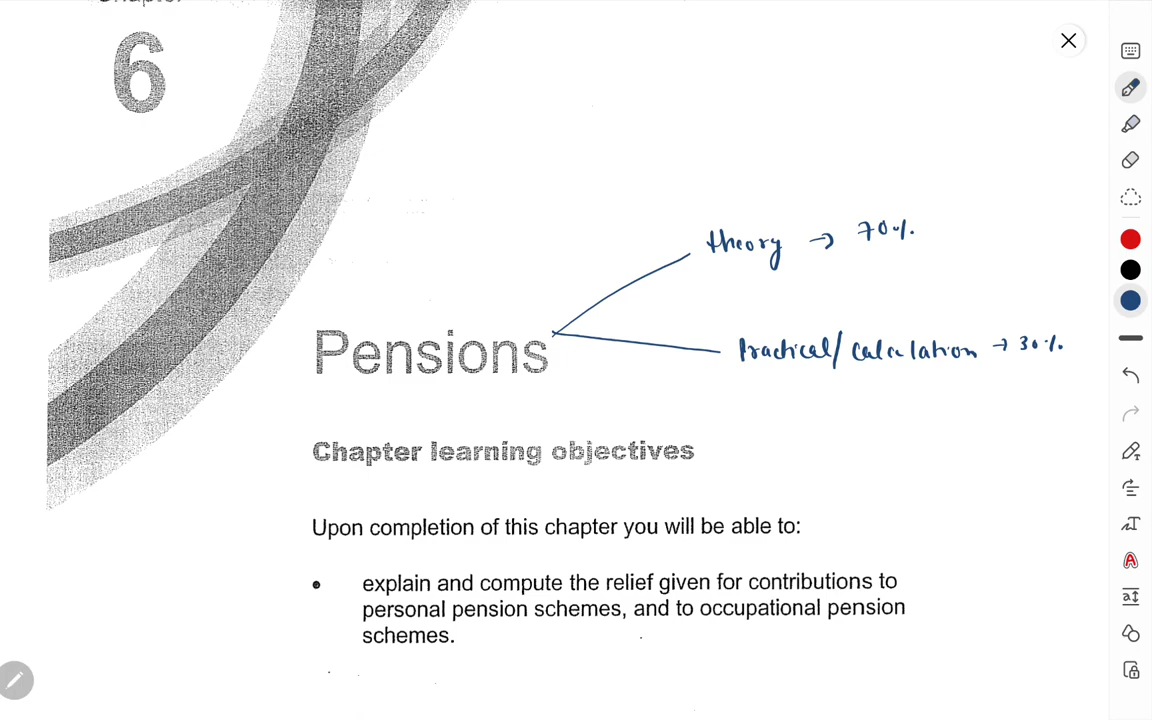 Chapter
6
theory → 70%
Pensions
Practical/calculation → 30%
Chapter learning objectives
Upon completion of this chapter you will be able to:
• explain and compute the relief given for contributions to
personal pension schemes, and to occupational pension
schemes.